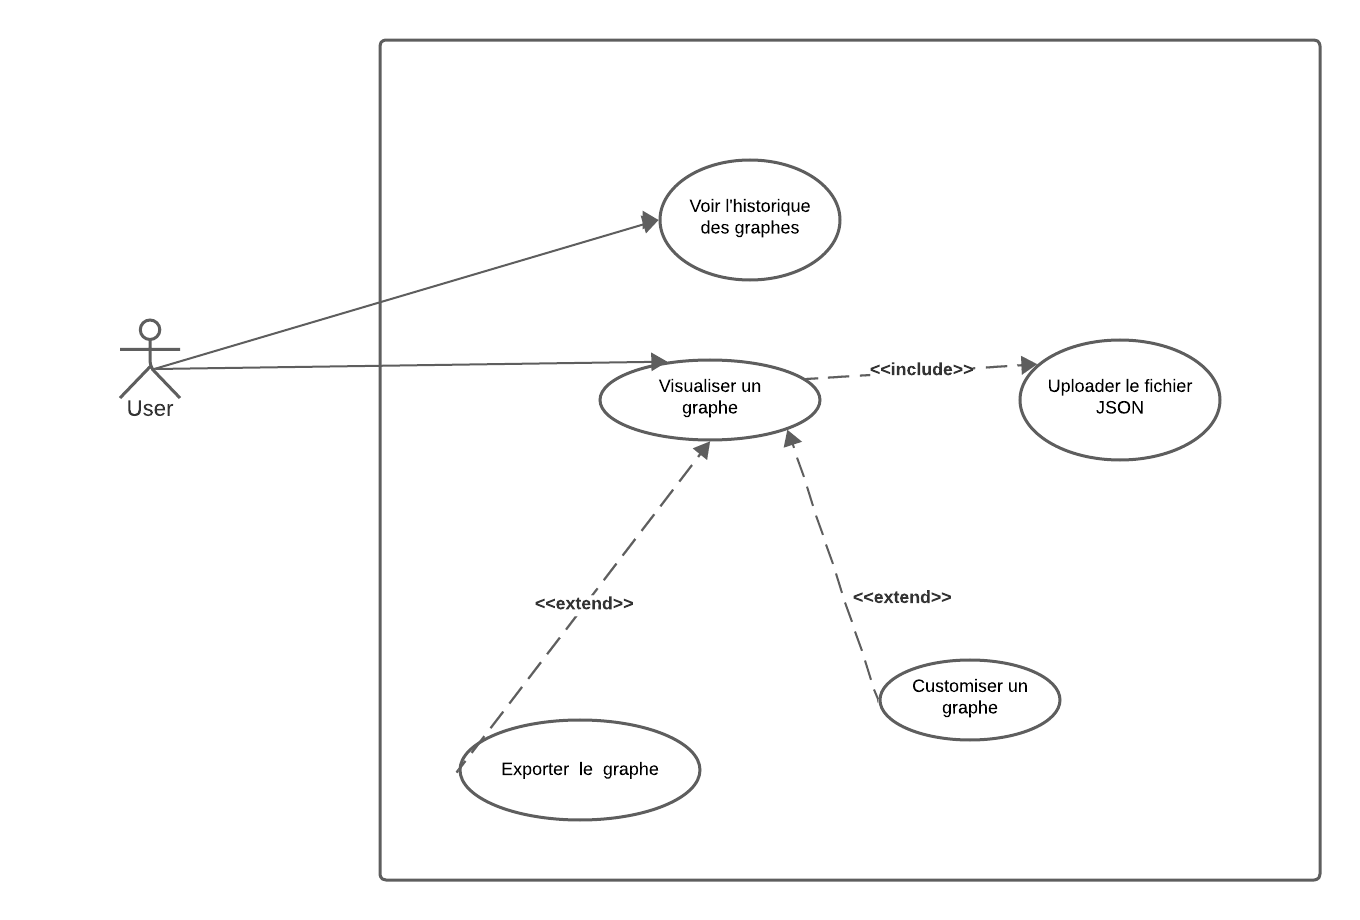 Voir l'historique
des graphes
User
Visualiser un
graphe
<<include>>
Uploader le fichier
JSON
<<extend>>
<<extend>>
Customiser un
graphe
Exporter le graphe